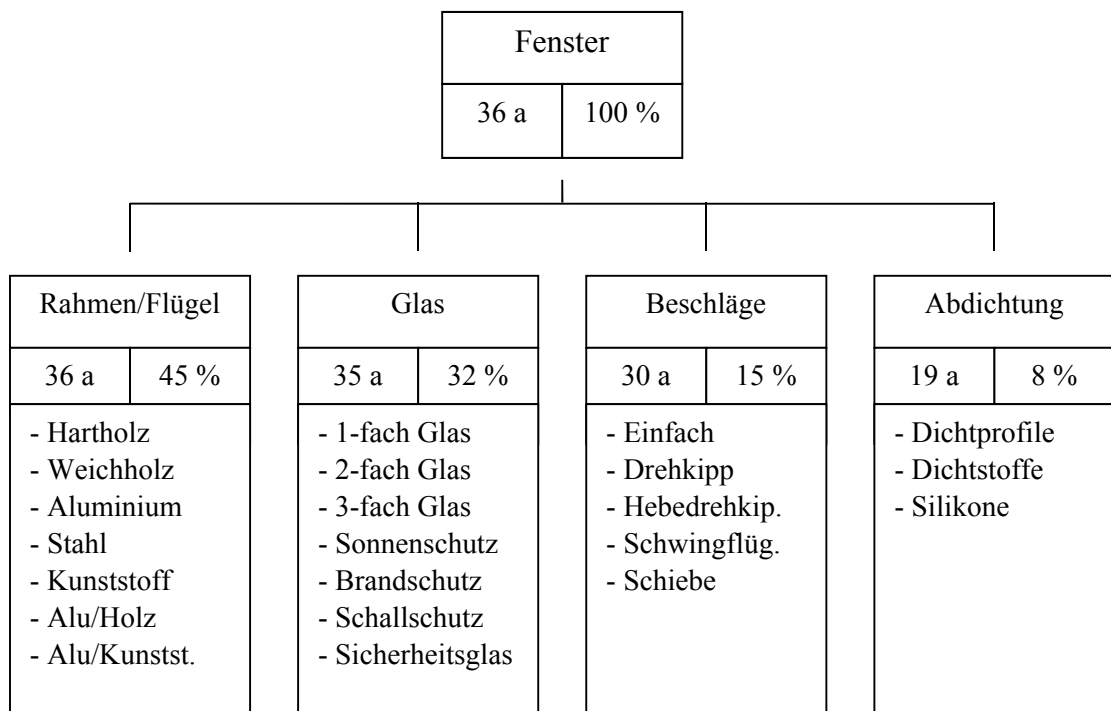 Fenster
36 a 100 %
Rahmen/Flügel
36 a 45 %
- Hartholz
- Weichholz
- Aluminium
- Stahl
- Kunststoff
- Alu/Holz
- Alu/Kunstst.
Glas
35 a 32 %
- 1-fach Glas
- 2-fach Glas
- 3-fach Glas
- Sonnenschutz
- Brandschutz
- Schallschutz
- Sicherheitsglas
Beschläge
30 a 15 %
- Einfach
- Drehkipp
- Hebedrehkip.
- Schwingflüg.
- Schiebe
Abdichtung
19 a 8 %
- Dichtprofile
- Dichtstoffe
- Silikone